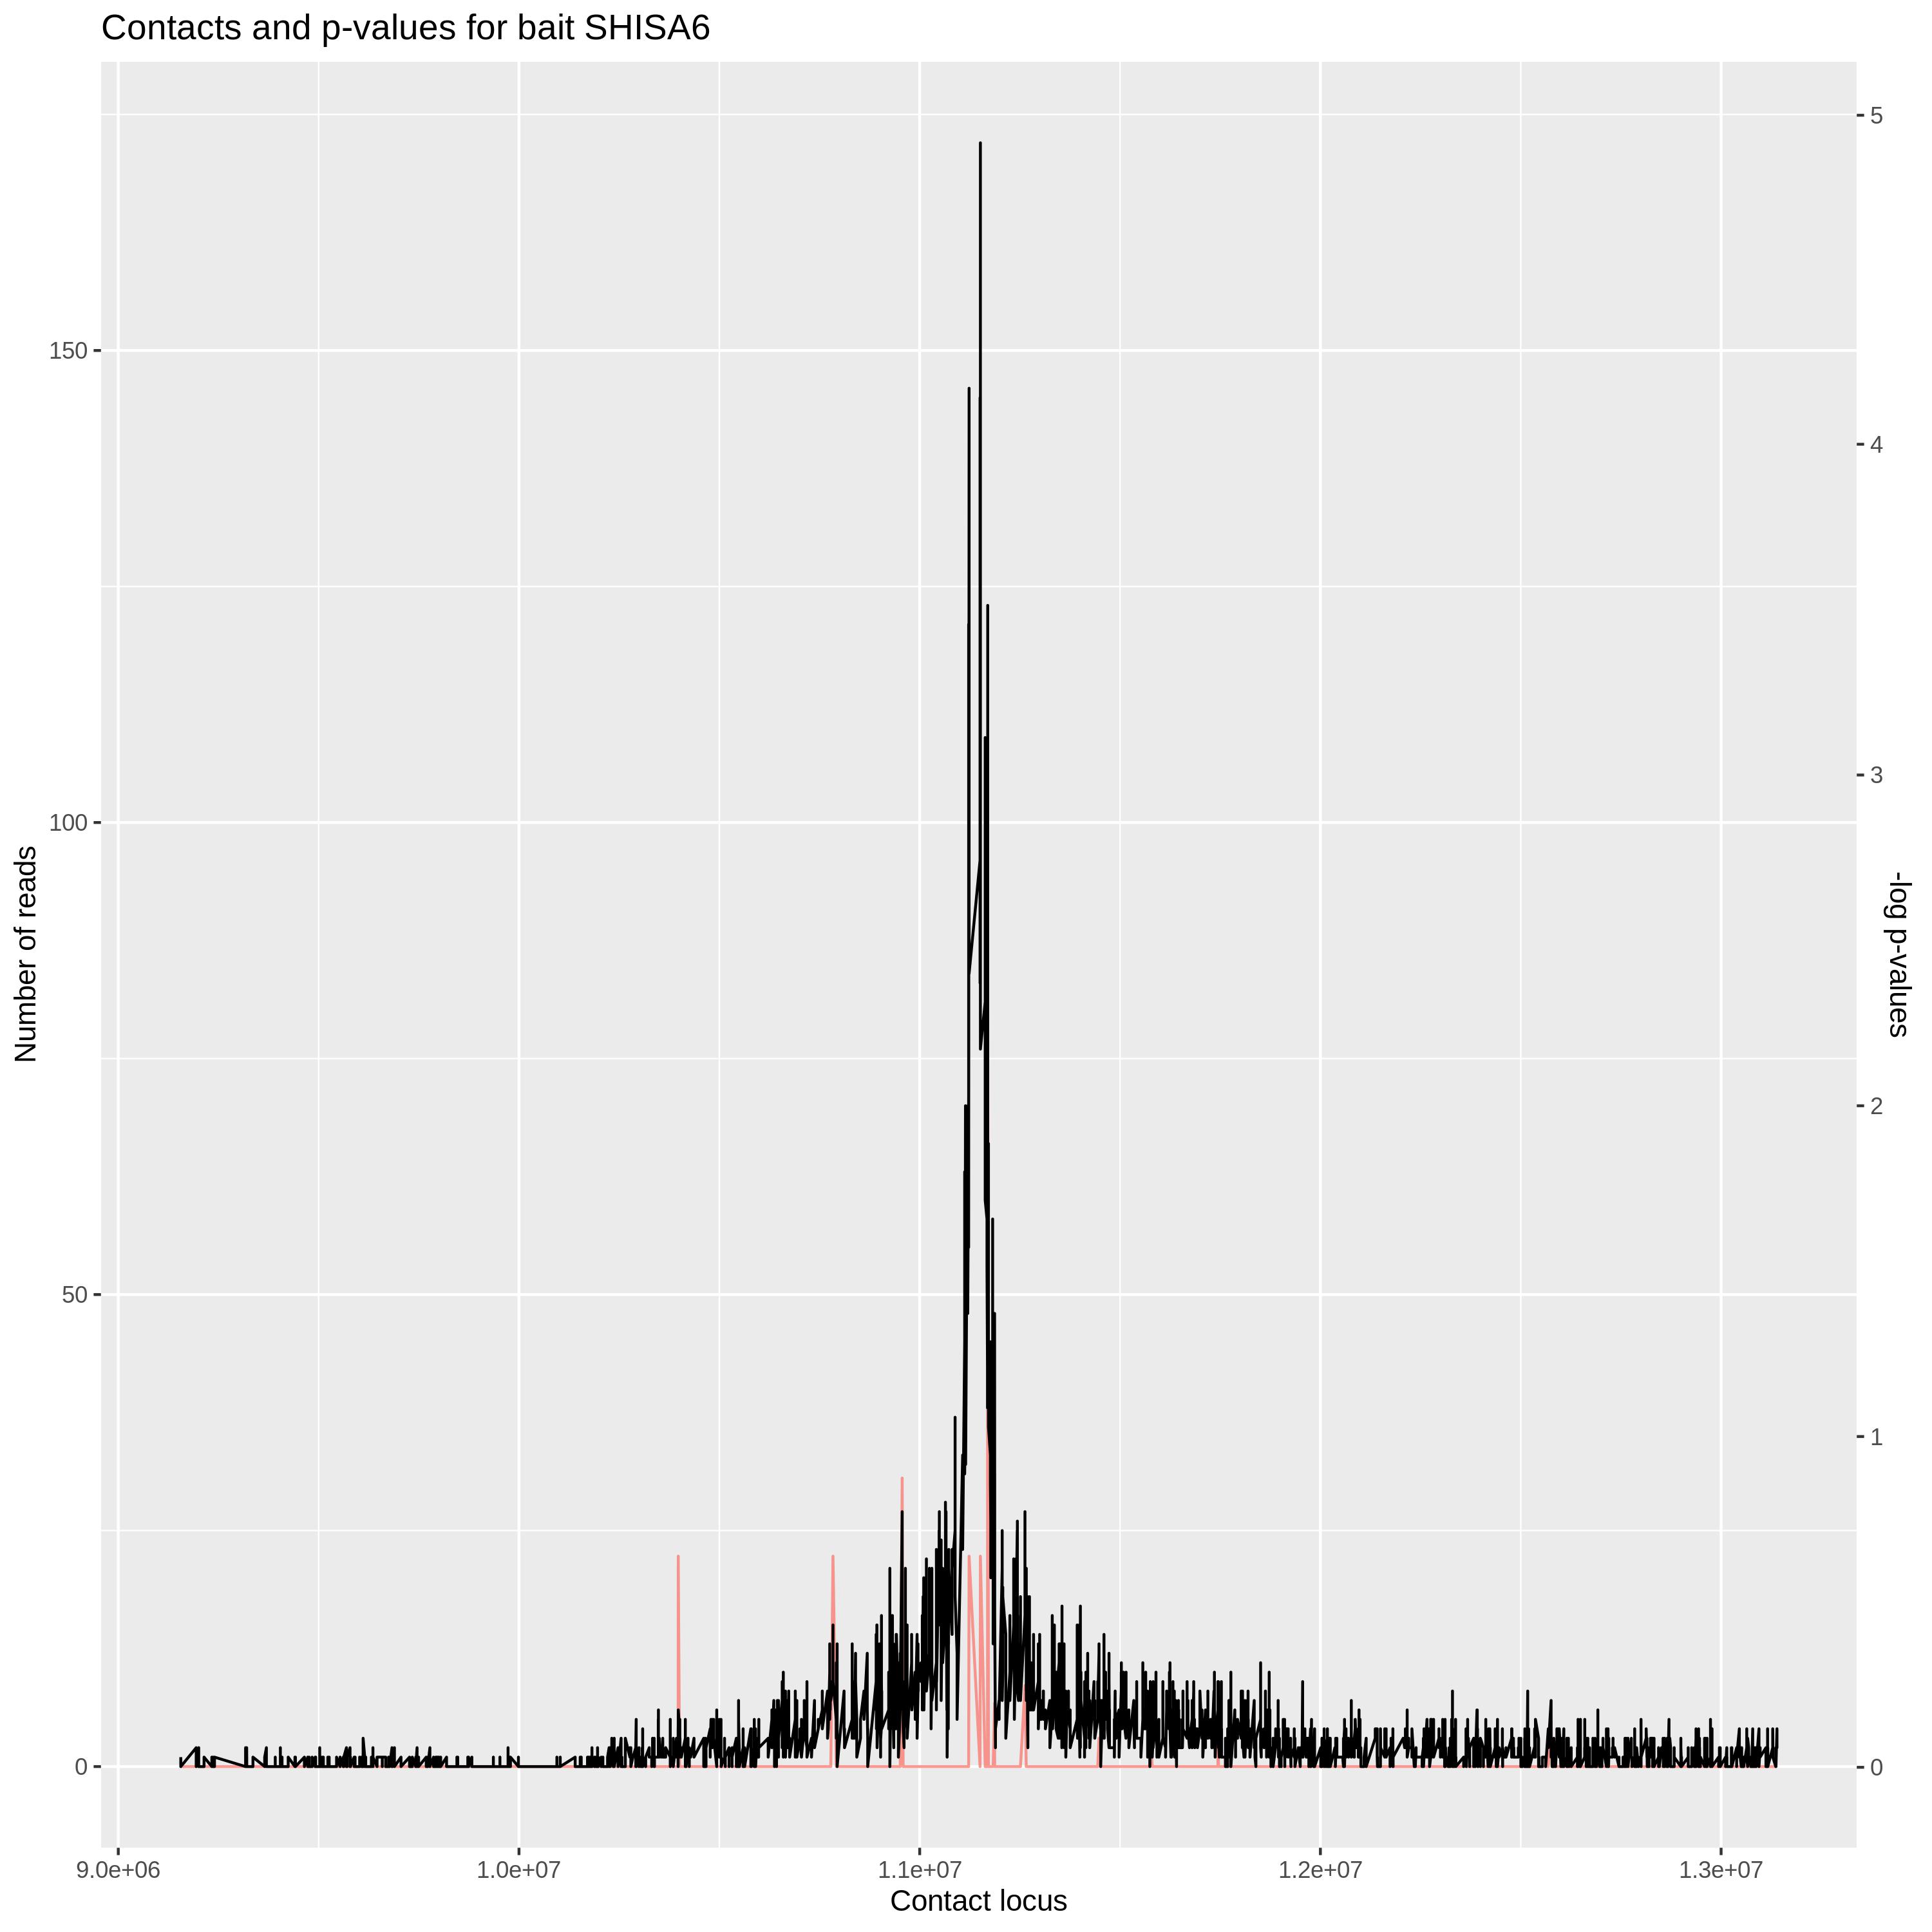 Contacts and p-values for bait SHISA6
Number of reads
150
100
50
0
5
4
3
2
1
0
-log p-values
9.0e+06 1.0e+07 1.1e+07 1.2e+07 1.3e+07
Contact locus